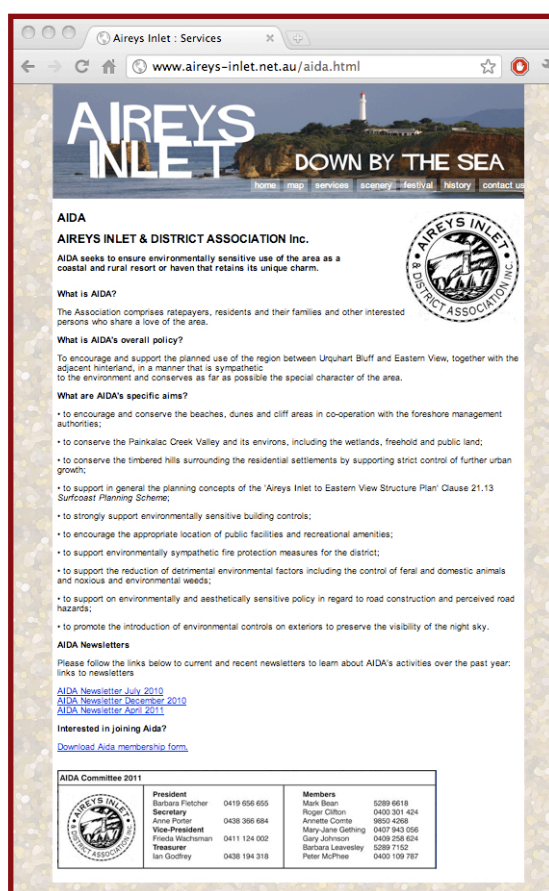 Aireys Inlet : Services
www.aireys-inlet.net.au/aida.html
AIREYS
INLET
DOWN BY THE SEA
home map services scenery festival history contact us
AIDA
AIREYS INLET & DISTRICT ASSOCIATION Inc.
AIREYS INLET
& DISTRICT ASSOCIATION INC.
AIDA seeks to ensure environmentally sensitive use of the area as a
coastal and rural resort or haven that retains its unique charm.
What is AIDA?
The Association comprises ratepayers, residents and their families and other interested
persons who share a love of the area.
What is AIDA's overall policy?
To encourage and support the planned use of the region between Urquhart Bluff and Eastern View, together with the
adjacent hinterland, in a manner that is sympathetic
to the environment and conserves as far as possible the special character of the area.
What are AIDA's specific aims?
• to encourage and conserve the beaches, dunes and cliff areas in co-operation with the foreshore management
authorities;
• to conserve the Painkalac Creek Valley and its environs, including the wetlands, freehold and public land;
• to conserve the timbered hills surrounding the residential settlements by supporting strict control of further urban
growth;
• to support in general the planning concepts of the 'Aireys Inlet to Eastern View Structure Plan' Clause 21.13
Surfcoast Planning Scheme;
• to strongly support environmentally sensitive building controls;
• to encourage the appropriate location of public facilities and recreational amenities;
• to support environmentally sympathetic fire protection measures for the district;
• to support the reduction of detrimental environmental factors including the control of feral and domestic animals
and noxious and environmental weeds;
• to support on environmentally and aesthetically sensitive policy in regard to road construction and perceived road
hazards;
• to promote the introduction of environmental controls on exteriors to preserve the visibility of the night sky.
AIDA Newsletters
Please follow the links below to current and recent newsletters to learn about AIDA's activities over the past year:
links to newsletters
AIDA Newsletter July 2010
AIDA Newsletter December 2010
AIDA Newsletter April 2011
Interested in joining Aida?
Download Aida membership form.
AIDA Committee 2011
AIREYS INLET
& DISTRICT ASSOCIATION INC.
President
Barbara Fletcher 0419 656 655
Secretary
Anne Porter 0438 366 684
Vice-President
Frieda Wachsman 0411 124 002
Treasurer
Ian Godfrey 0438 194 318
Members
Mark Bean 5289 6618
Roger Clifton 0400 301 424
Annette Comte 9850 4268
Mary-Jane Gething 0407 943 056
Gary Johnson 0409 258 624
Barbara Leavesley 5289 7152
Peter McPhee 0400 109 787